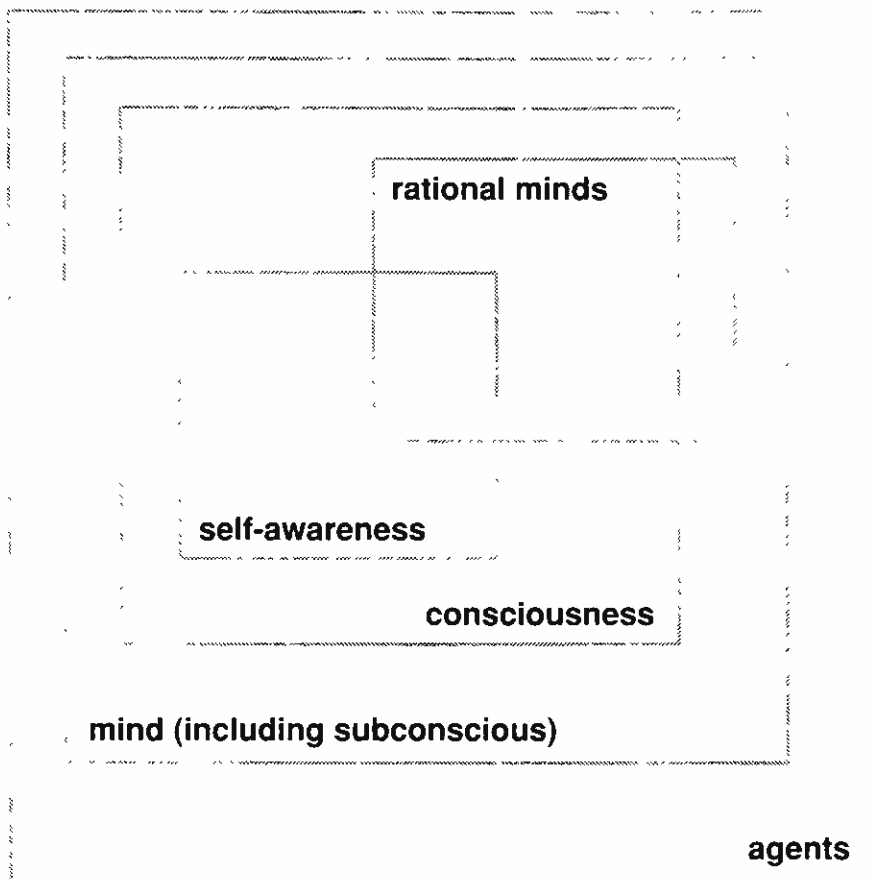 rational minds
self-awareness
consciousness
mind (including subconscious)
agents